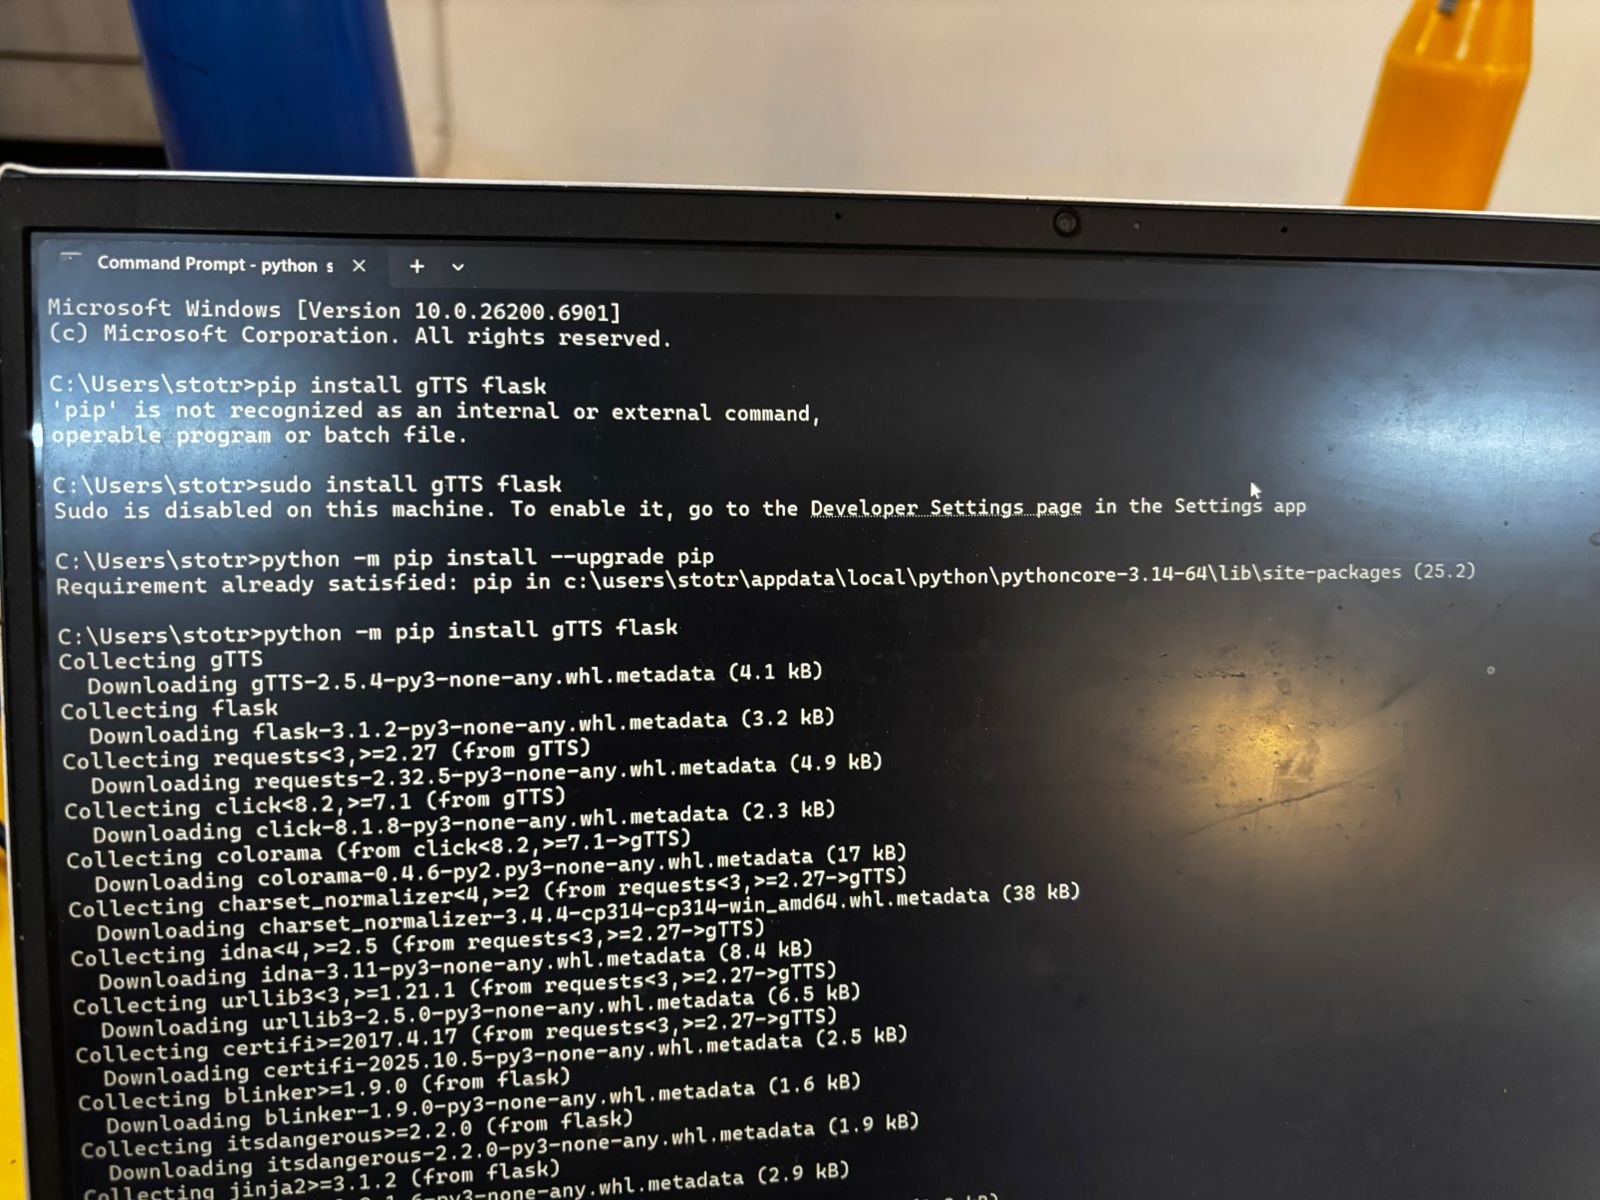 Command Prompt - python s
Microsoft Windows [Version 10.0.26200.6901]
(c) Microsoft Corporation. All rights reserved.
C:\Users\stotr>pip install gTTS flask
'pip' is not recognized as an internal or external command,
operable program or batch file.
C:\Users\stotr>sudo install gTTS flask
Sudo is disabled on this machine. To enable it, go to the Developer Settings page in the Settings app
C:\Users\stotr>python -m pip install --upgrade pip
Requirement already satisfied: pip in c:\users\stotr\appdata\local\python\pythoncore-3.14-64\lib\site-packages (25.2)
C:\Users\stotr>python -m pip install gTTS flask
Collecting gTTS
Downloading gTTS-2.5.4-py3-none-any.whl.metadata (4.1 kB)
Collecting flask
Downloading flask-3.1.2-py3-none-any.whl.metadata (3.2 kB)
Collecting requests<3,>=2.27 (from gTTS)
Downloading requests-2.32.5-py3-none-any.whl.metadata (4.9 kB)
Collecting click<8.2,>=7.1 (from gTTS)
Downloading click-8.1.8-py3-none-any.whl.metadata (2.3 kB)
Collecting colorama (from click<8.2,>=7.1->gTTS)
Downloading colorama-0.4.6-py2.py3-none-any.whl.metadata (17 kB)
Collecting charset_normalizer<4,>=2 (from requests<3,>=2.27->gTTS)
Downloading charset_normalizer-3.4.4-cp314-cp314-win_amd64.whl.metadata (38 kB)
Collecting idna<4,>=2.5 (from requests<3,>=2.27->gTTS)
Downloading idna-3.11-py3-none-any.whl.metadata (8.4 kB)
Collecting urllib3<3,>=1.21.1 (from requests<3,>=2.27->gTTS)
Downloading urllib3-2.5.0-py3-none-any.whl.metadata (6.5 kB)
Collecting certifi>=2017.4.17 (from requests<3,>=2.27->gTTS)
Downloading certifi-2025.10.5-py3-none-any.whl.metadata (2.5 kB)
Collecting blinker>=1.9.0 (from flask)
Downloading blinker-1.9.0-py3-none-any.whl.metadata (1.6 kB)
Collecting itsdangerous>=2.2.0 (from flask)
Downloading itsdangerous-2.2.0-py3-none-any.whl.metadata (1.9 kB)
Collecting jinja2>=3.1.2 (from flask)
6-py3-none-any.whl.metadata (2.9 kB)